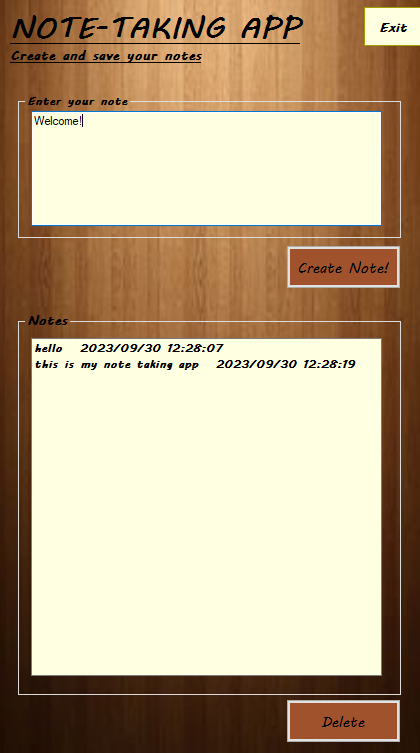 NOTE-TAKING APP
Exit
Create and save your notes
Enter your note
Welcome!
Create Note!
Notes
hello 2023/09/30 12:28:07
this is my note taking app 2023/09/30 12:28:19
Delete